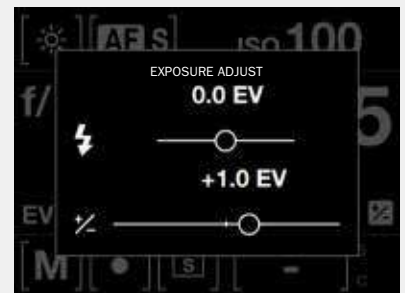 AF S
ISO 100
EXPOSURE ADJUST
0.0 EV
f/
5
+1.0 EV
EV
+/-
M
S
-